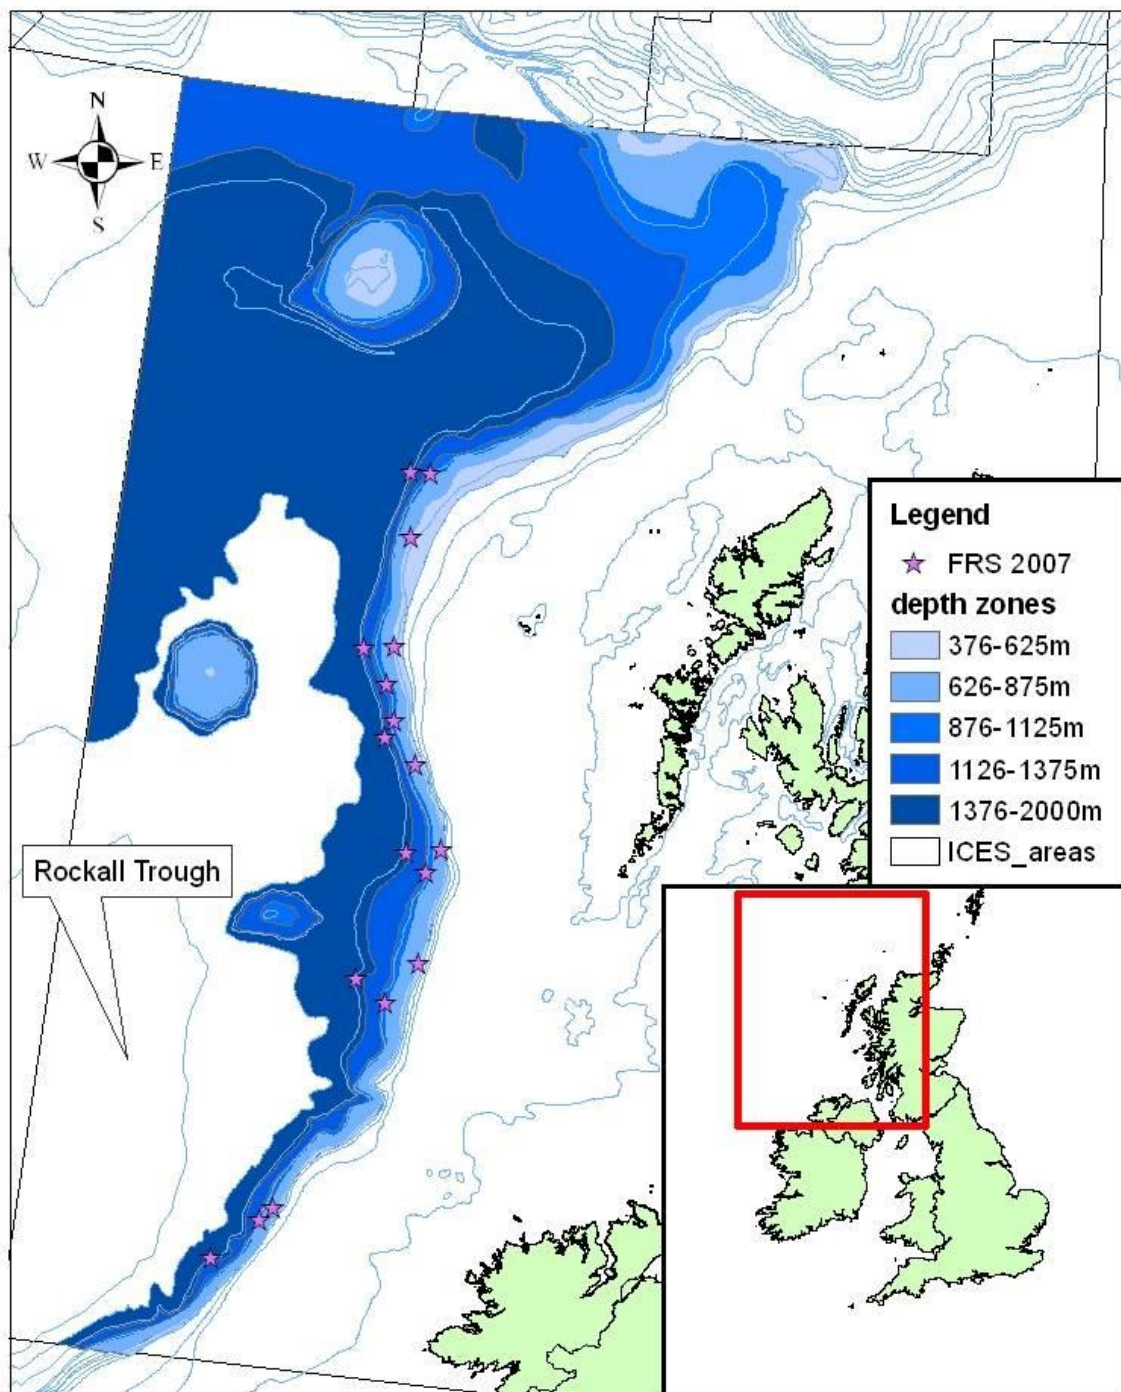 N
W E
S
Legend
FRS 2007
depth zones
376-625m
626-875m
876-1125m
1126-1375m
1376-2000m
ICES_areas
Rockall Trough